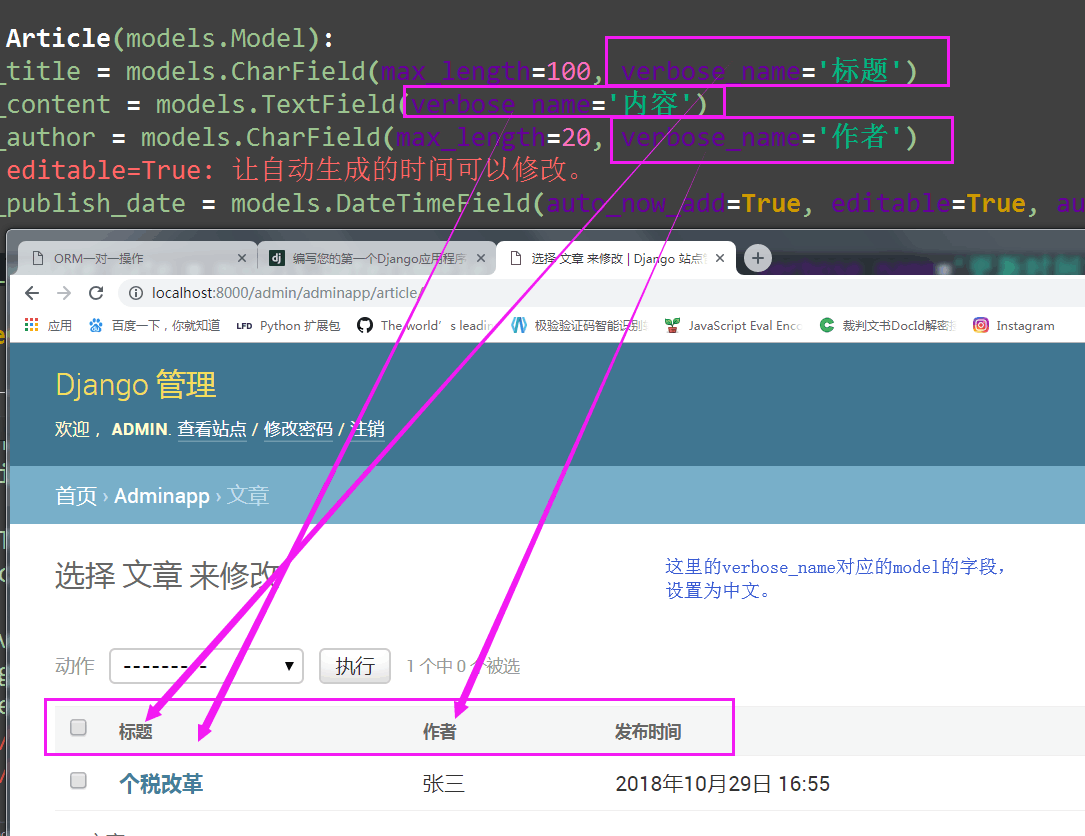 Article(models.Model):
_title = models.CharField(max_length=100, verbose_name='标题')
_content = models.TextField(verbose_name='内容')
_author = models.CharField(max_length=20, verbose_name='作者')
editable=True: 让自动生成的时间可以修改。
_publish_date = models.DateTimeField(auto_now_add=True, editable=True, au
ORM一对一操作
编写您的第一个Django应用程序
选择 文章 来修改 | Django 站点
localhost:8000/admin/adminapp/article/
应用 百度一下，你就知道 LFD Python 扩展包 The world's leadin 极验验证码智能识别 JavaScript Eval Enc 裁判文书DocId解密 Instagram
Django 管理
欢迎， ADMIN. 查看站点 / 修改密码 / 注销
首页 › Adminapp › 文章
选择 文章 来修改
这里的verbose_name对应的model的字段,
设置为中文。
动作 --------- 执行 1 个中 0 个被选
标题 作者 发布时间
个税改革 张三 2018年10月29日 16:55